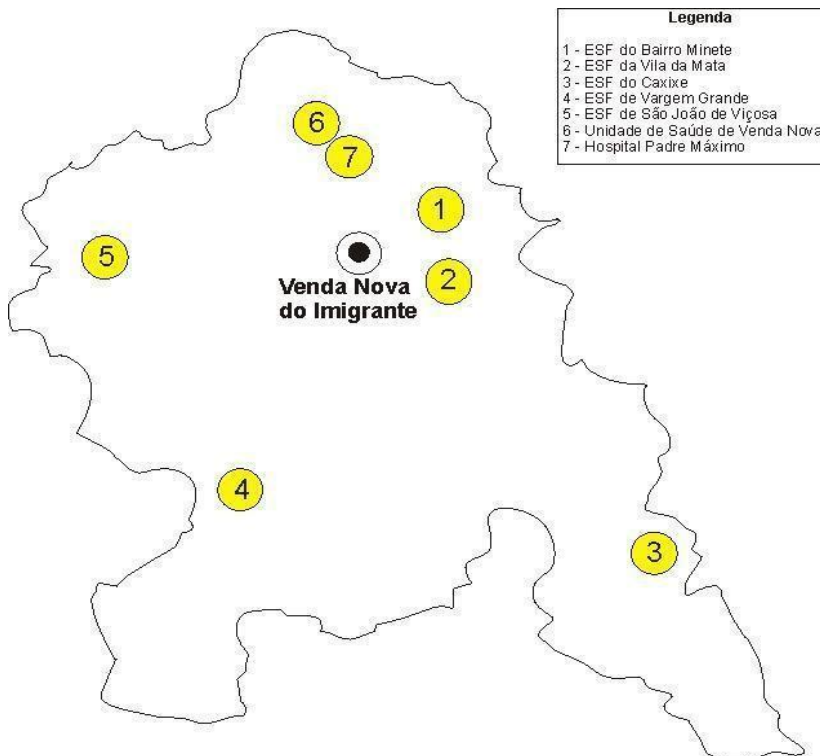 Legenda
1 - ESF do Bairro Minete
2 - ESF da Vila da Mata
3 - ESF do Caxixe
4 - ESF de Vargem Grande
5 - ESF de São João de Viçosa
6 - Unidade de Saúde de Venda Nova
7 - Hospital Padre Máximo
6
7
1
5
2
Venda Nova
do Imigrante
4
3